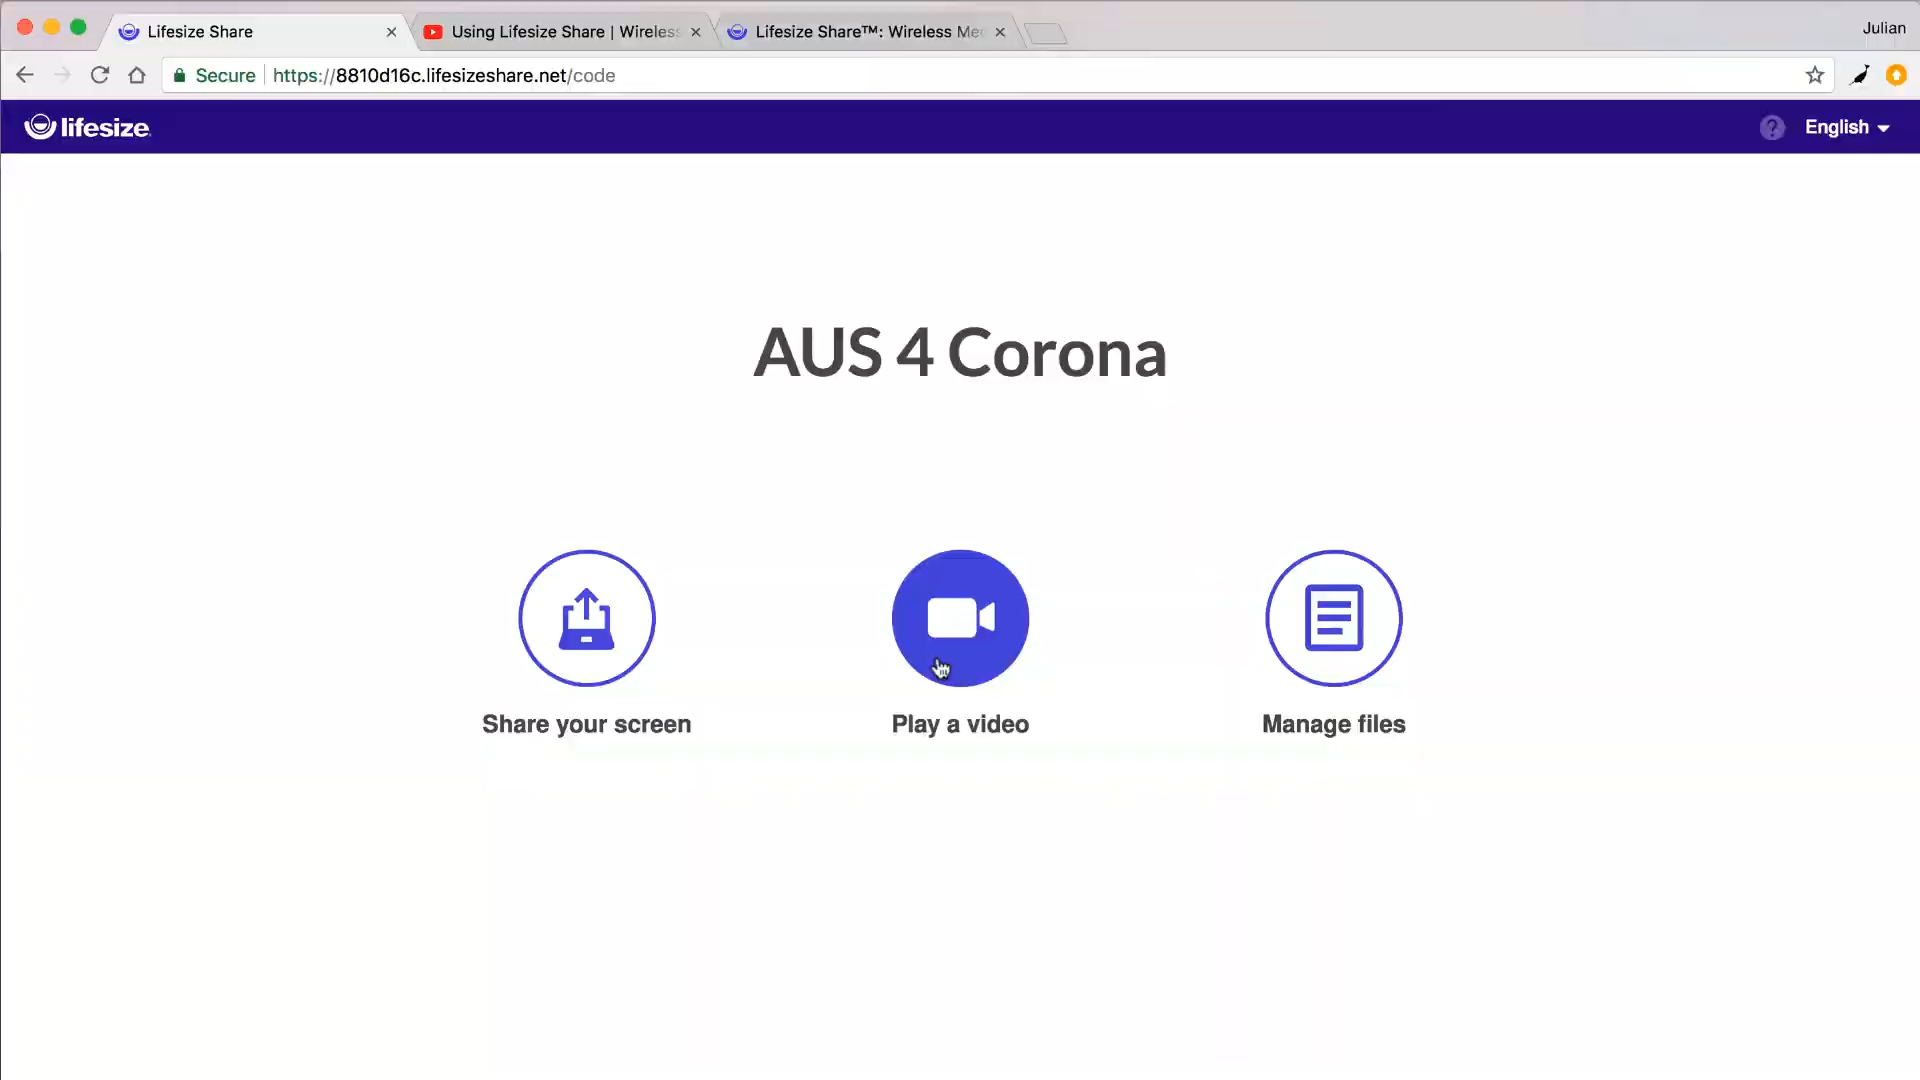 Lifesize Share
Using Lifesize Share | Wireless
Lifesize Share™: Wireless Me
Julian
Secure
https://8810d16c.lifesizeshare.net/code
lifesize
?
English
AUS 4 Corona
Share your screen
Play a video
Manage files